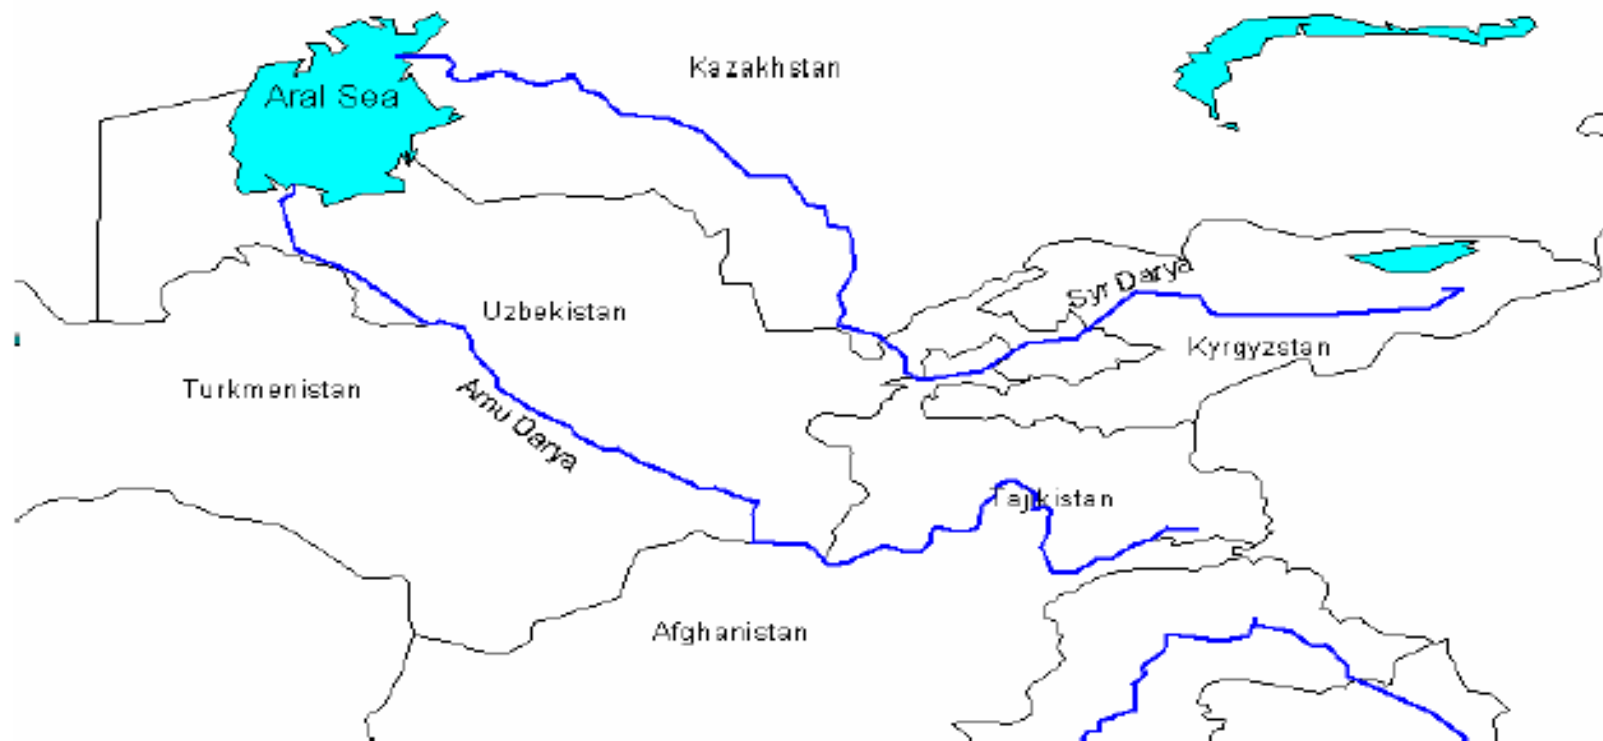 Kazakhstan
Aral Sea
Syr Darya
Uzbekistan
Kyrgyzstan
Turkmenistan
Amu Darya
Tajikistan
Afghanistan